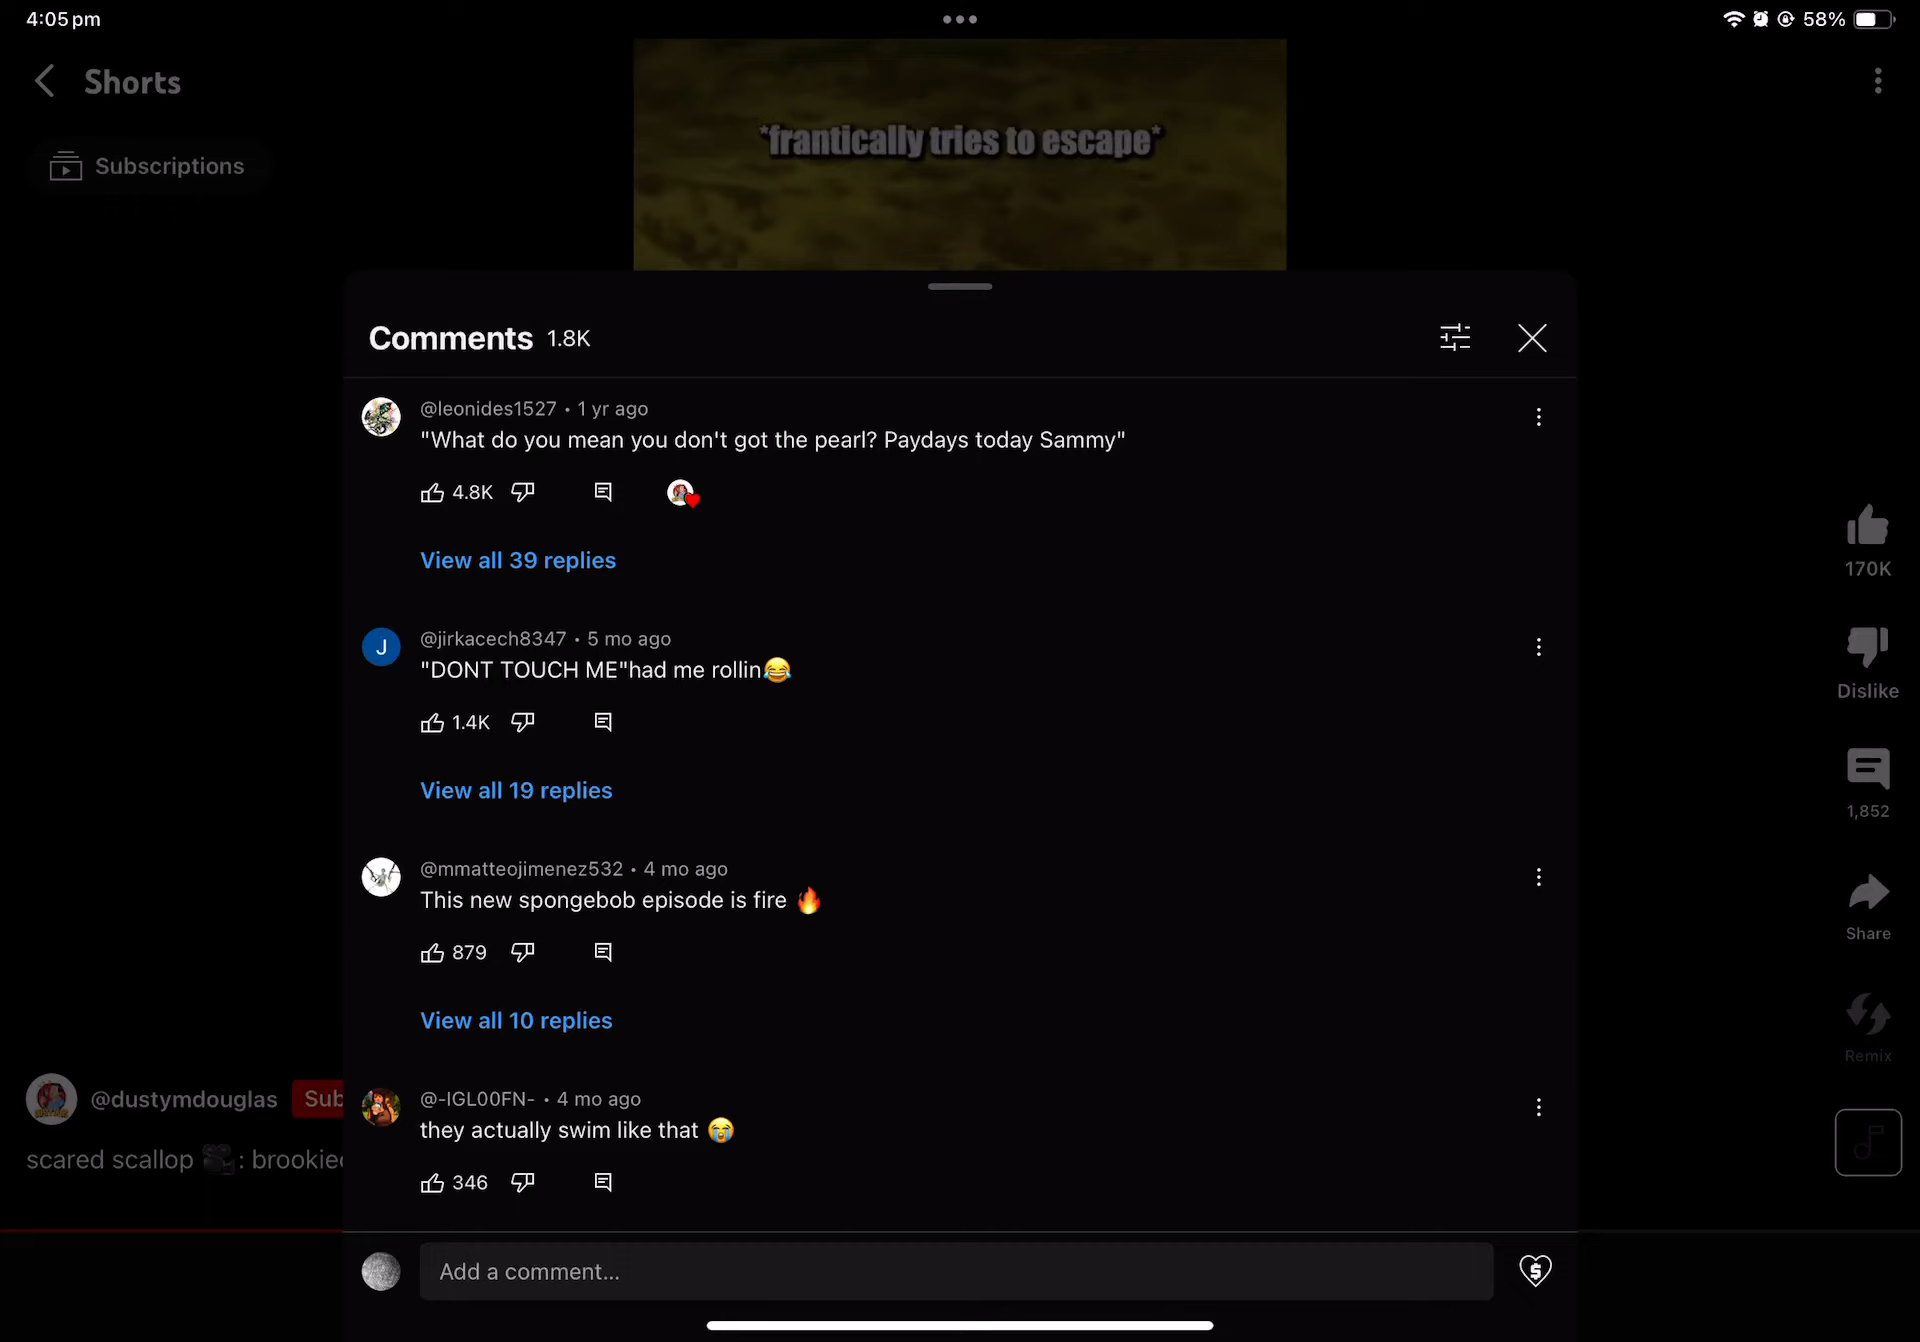 4:05 pm
58%
Shorts
Subscriptions
*frantically tries to escape*
Comments 1.8K
@leonides1527 • 1 yr ago
"What do you mean you don't got the pearl? Paydays today Sammy"
4.8K
View all 39 replies
@jirkacech8347 • 5 mo ago
"DONT TOUCH ME"had me rollin😂
1.4K
View all 19 replies
@mmatteojimenez532 • 4 mo ago
This new spongebob episode is fire 🔥
879
View all 10 replies
@-IGL00FN- • 4 mo ago
they actually swim like that 😭
346
Add a comment...
170K
Dislike
1,852
Share
Remix
@dustymdouglas Sub
scared scallop 🎥: brookie